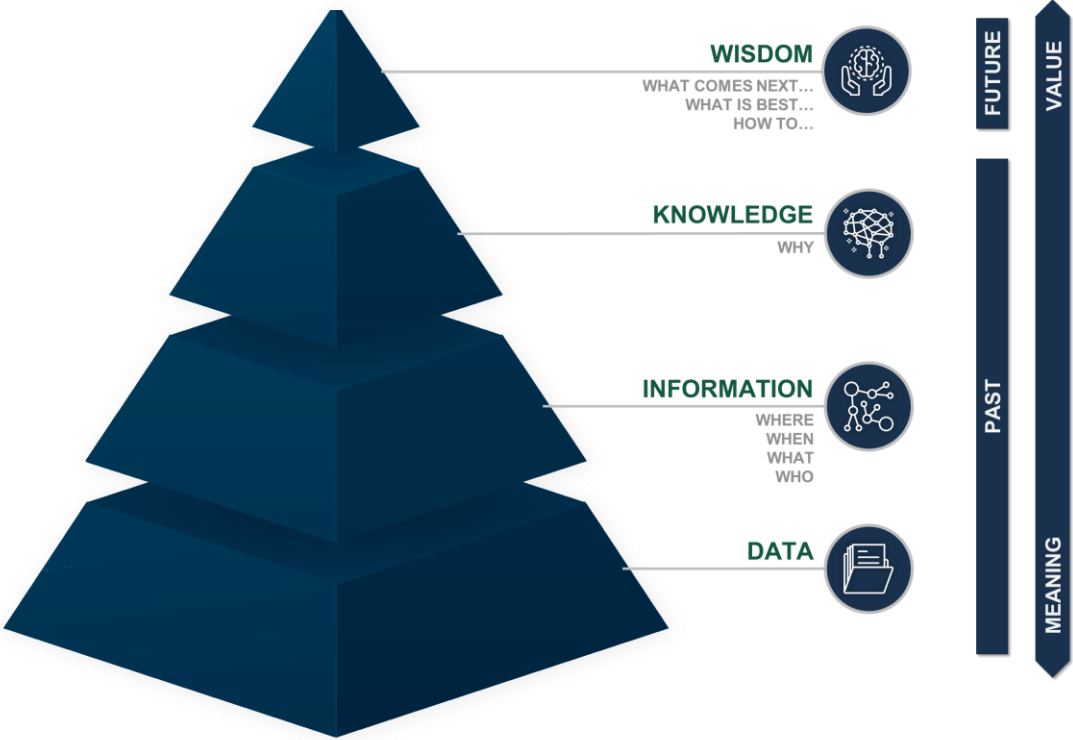 WISDOM
WHAT COMES NEXT...
WHAT IS BEST...
HOW TO...
KNOWLEDGE
WHY
INFORMATION
WHERE
WHEN
WHAT
WHO
DATA
FUTURE
PAST
VALUE
MEANING